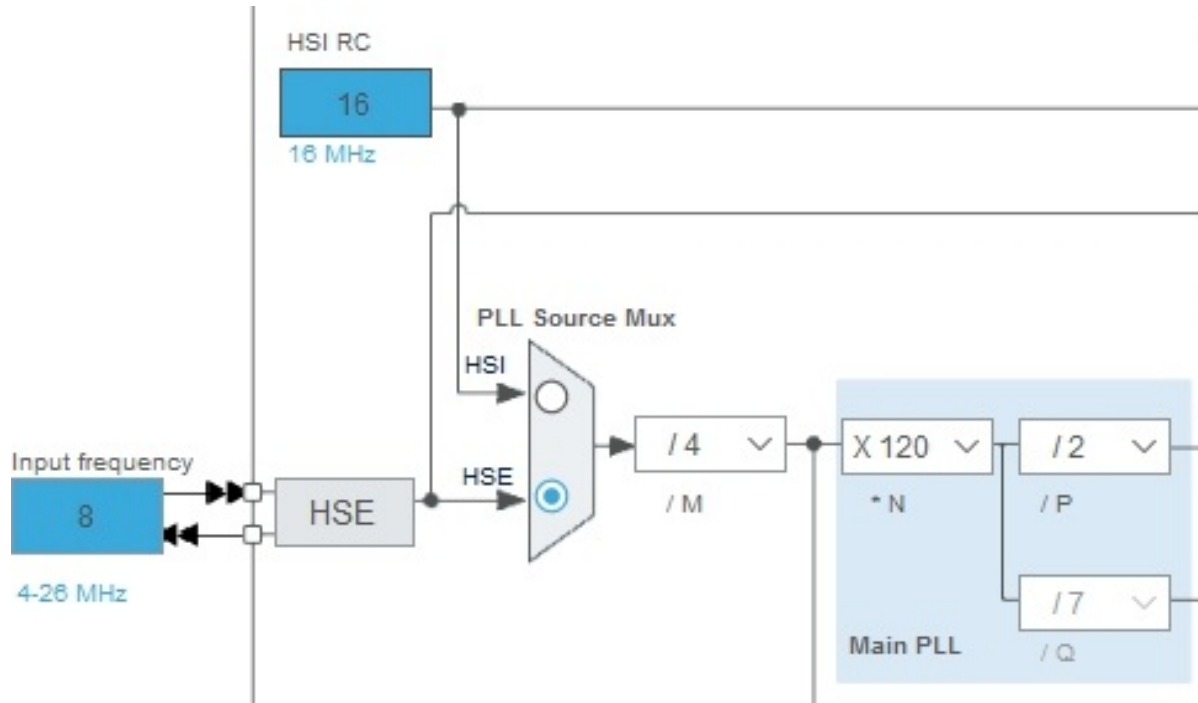 HSI RC
16
16 MHz
PLL Source Mux
HSI
Input frequency
8
4-26 MHz
HSE
HSE
/ 4
/ M
X 120
* N
/ 2
/ P
/ 7
/ Q
Main PLL